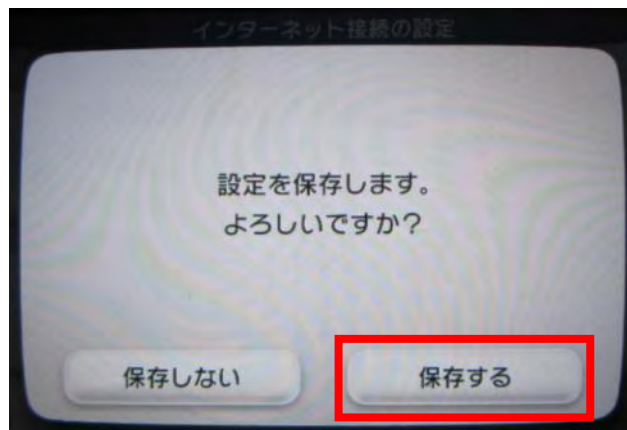 インターネット接続の設定
設定を保存します。
よろしいですか?
保存しない
保存する